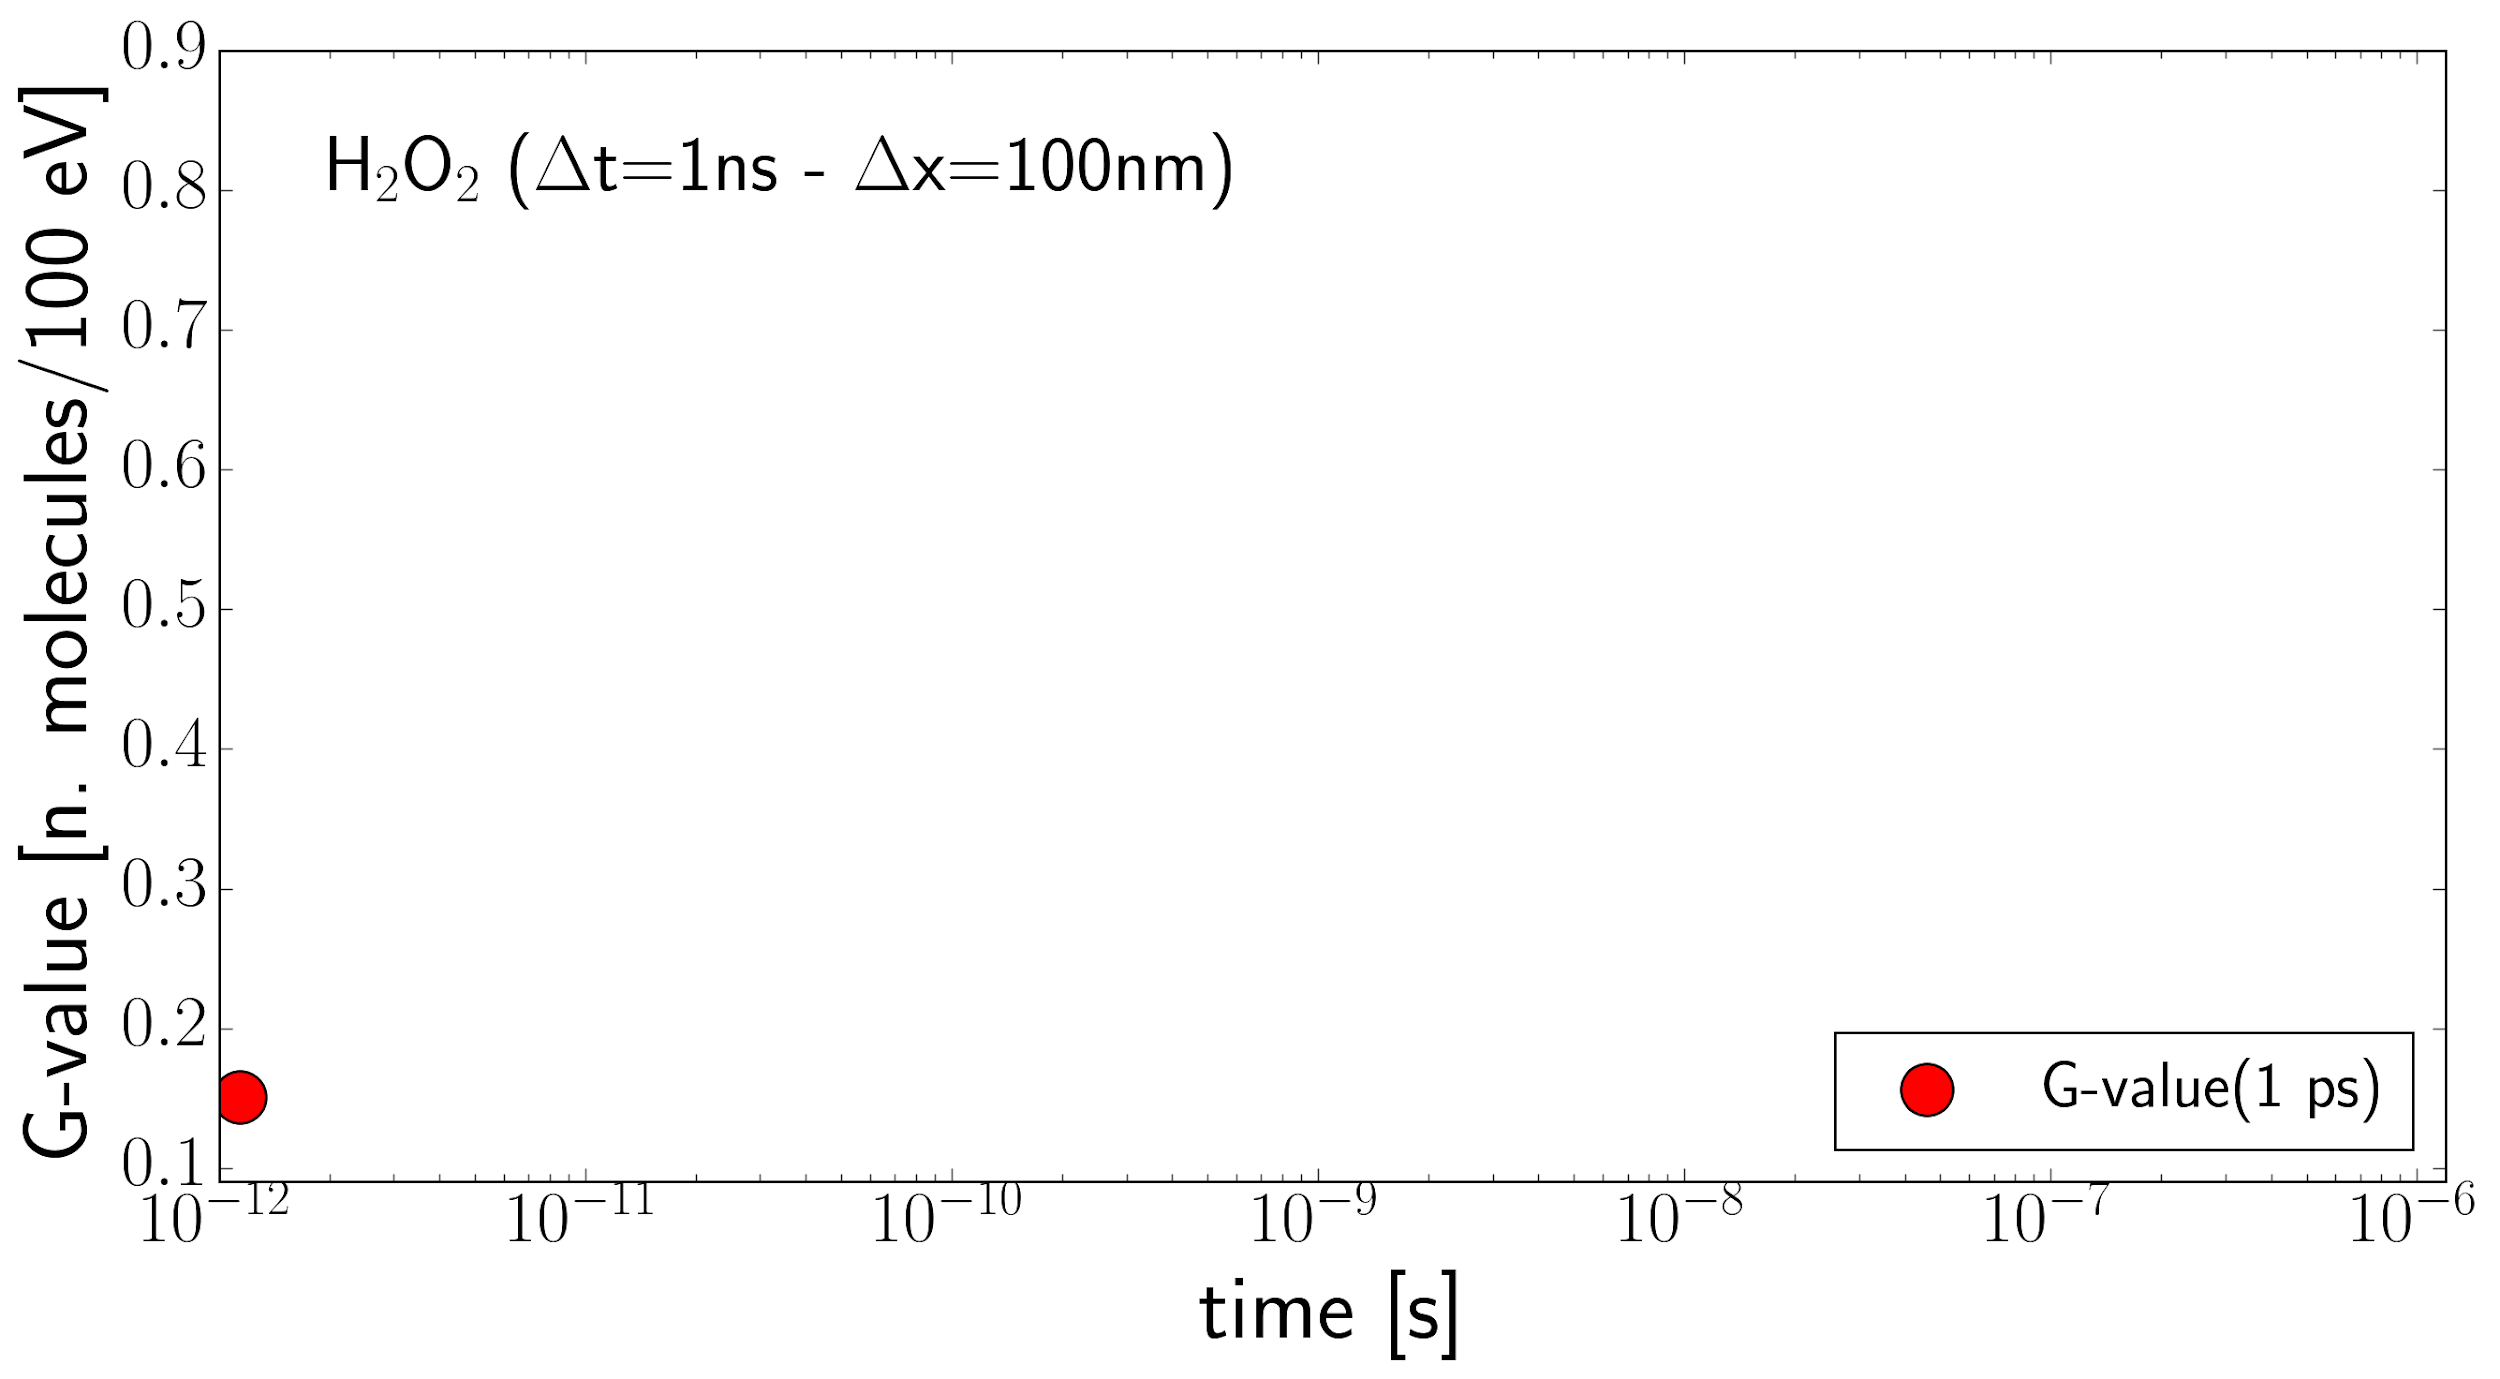 H₂O₂ (Δt=1ns - Δx=100nm)
G-value [n. molecules/100 eV]
0.9
0.8
0.7
0.6
0.5
0.4
0.3
0.2
0.1
G-value(1 ps)
10⁻¹² 10⁻¹¹ 10⁻¹⁰ 10⁻⁹ 10⁻⁸ 10⁻⁷ 10⁻⁶
time [s]